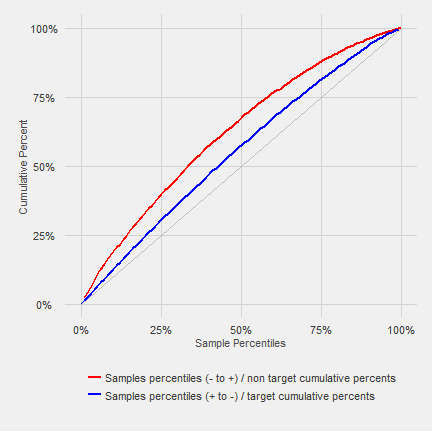 100%
75%
50%
25%
0%
Cumulative Percent
0% 25% 50% 75% 100%
Sample Percentiles
Samples percentiles (- to +) / non target cumulative percents
Samples percentiles (+ to -) / target cumulative percents